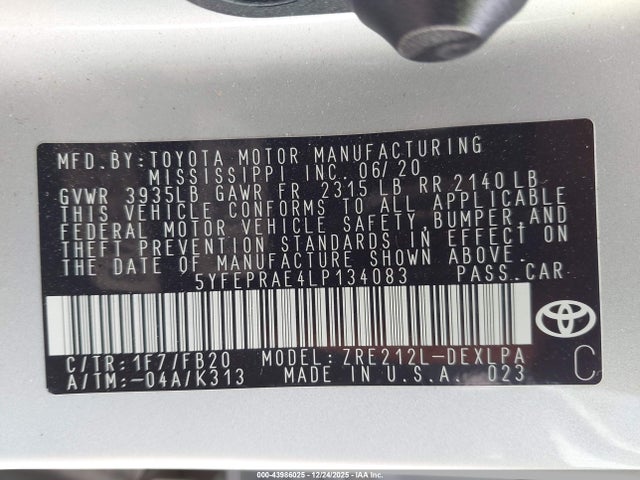 MFD.BY:TOYOTA MOTOR MANUFACTURING
MISSISSIPPI INC. 06/20
GVWR 3935LB GAWR FR 2315 LB RR 2140 LB
THIS VEHICLE CONFORMS TO ALL APPLICABLE
FEDERAL MOTOR VEHICLE SAFETY,BUMPER,AND
THEFT PREVENTION STANDARDS IN EFFECT ON
THE DATE OF MANUFACTURE SHOWN ABOVE.
5YFEPRAE4LP134083 PASS.CAR
C/TR:1F7/FB20 MODEL:ZRE212L-DEXLPA
A/TM:-04A/K313 MADE IN U.S.A. 023
C
000-43986025 - 12/24/2025 - IAA Inc.